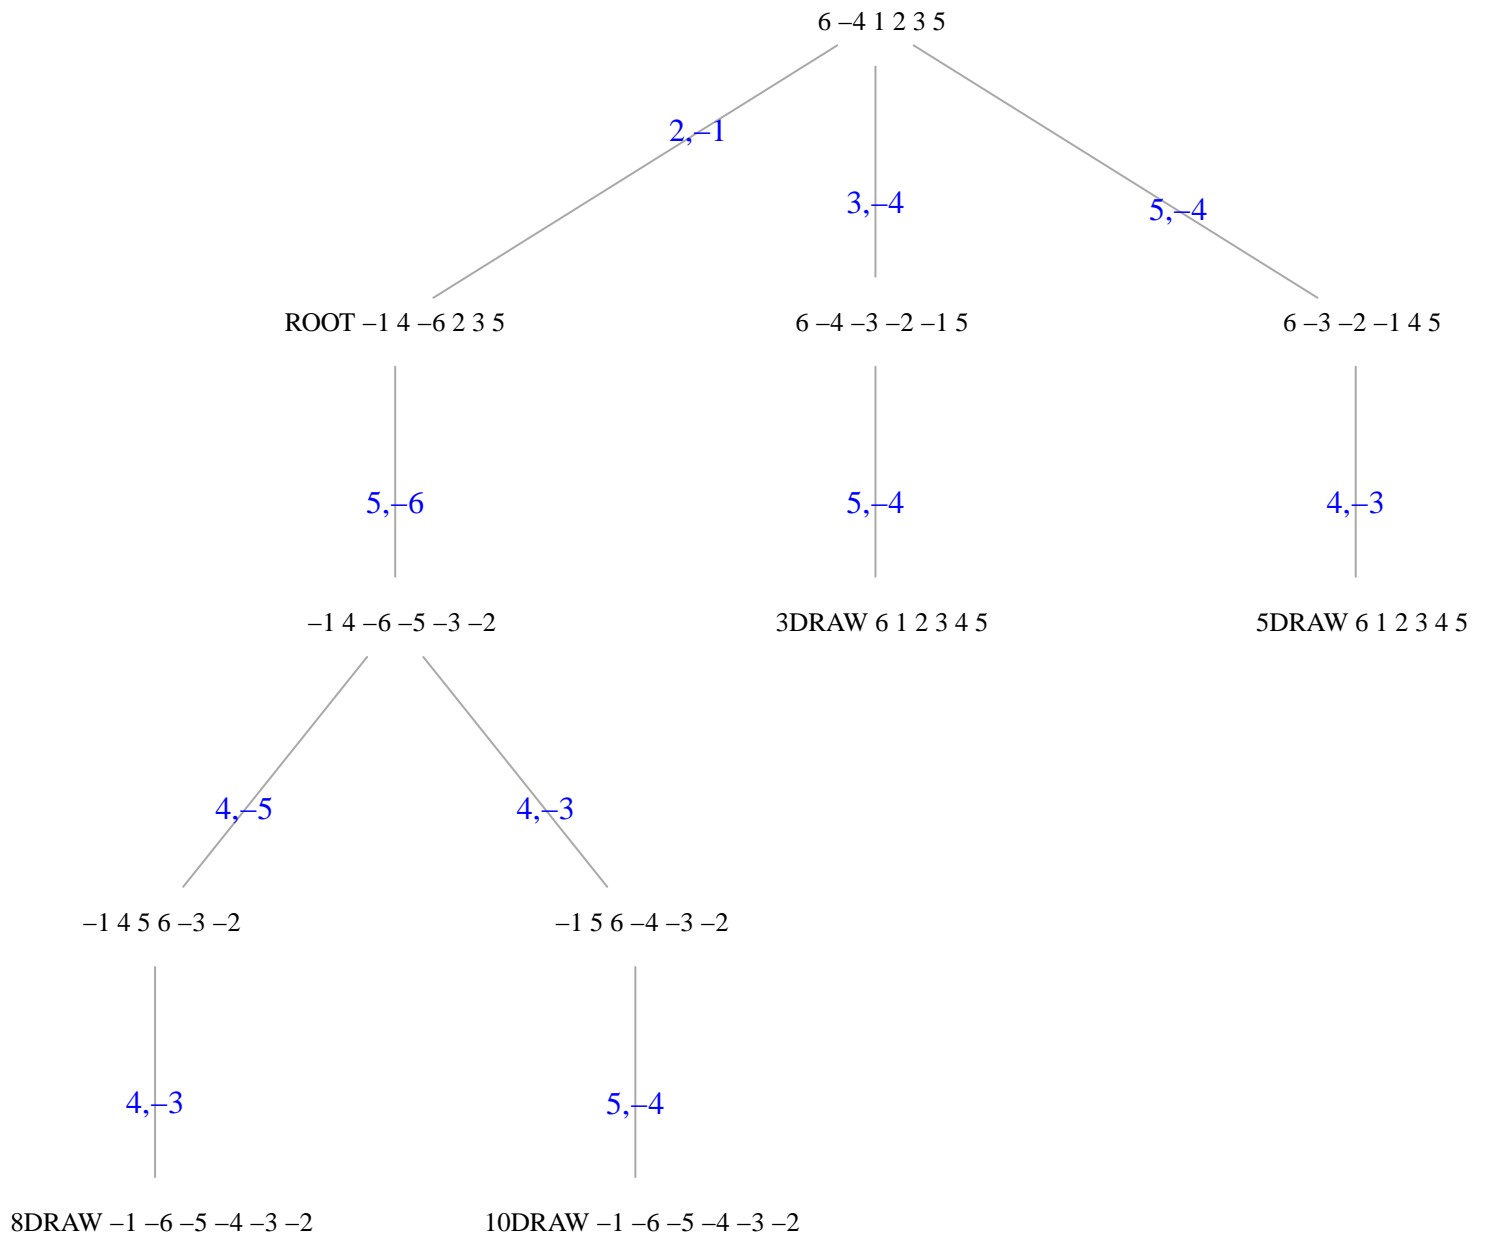 6 –4 1 2 3 5
2,–1
3,–4
5,–4
ROOT –1 4 –6 2 3 5
6 –4 –3 –2 –1 5
6 –3 –2 –1 4 5
5,–6
5,–4
4,–3
–1 4 –6 –5 –3 –2
3DRAW 6 1 2 3 4 5
5DRAW 6 1 2 3 4 5
4,–5
4,–3
–1 4 5 6 –3 –2
–1 5 6 –4 –3 –2
4,–3
5,–4
8DRAW –1 –6 –5 –4 –3 –2
10DRAW –1 –6 –5 –4 –3 –2